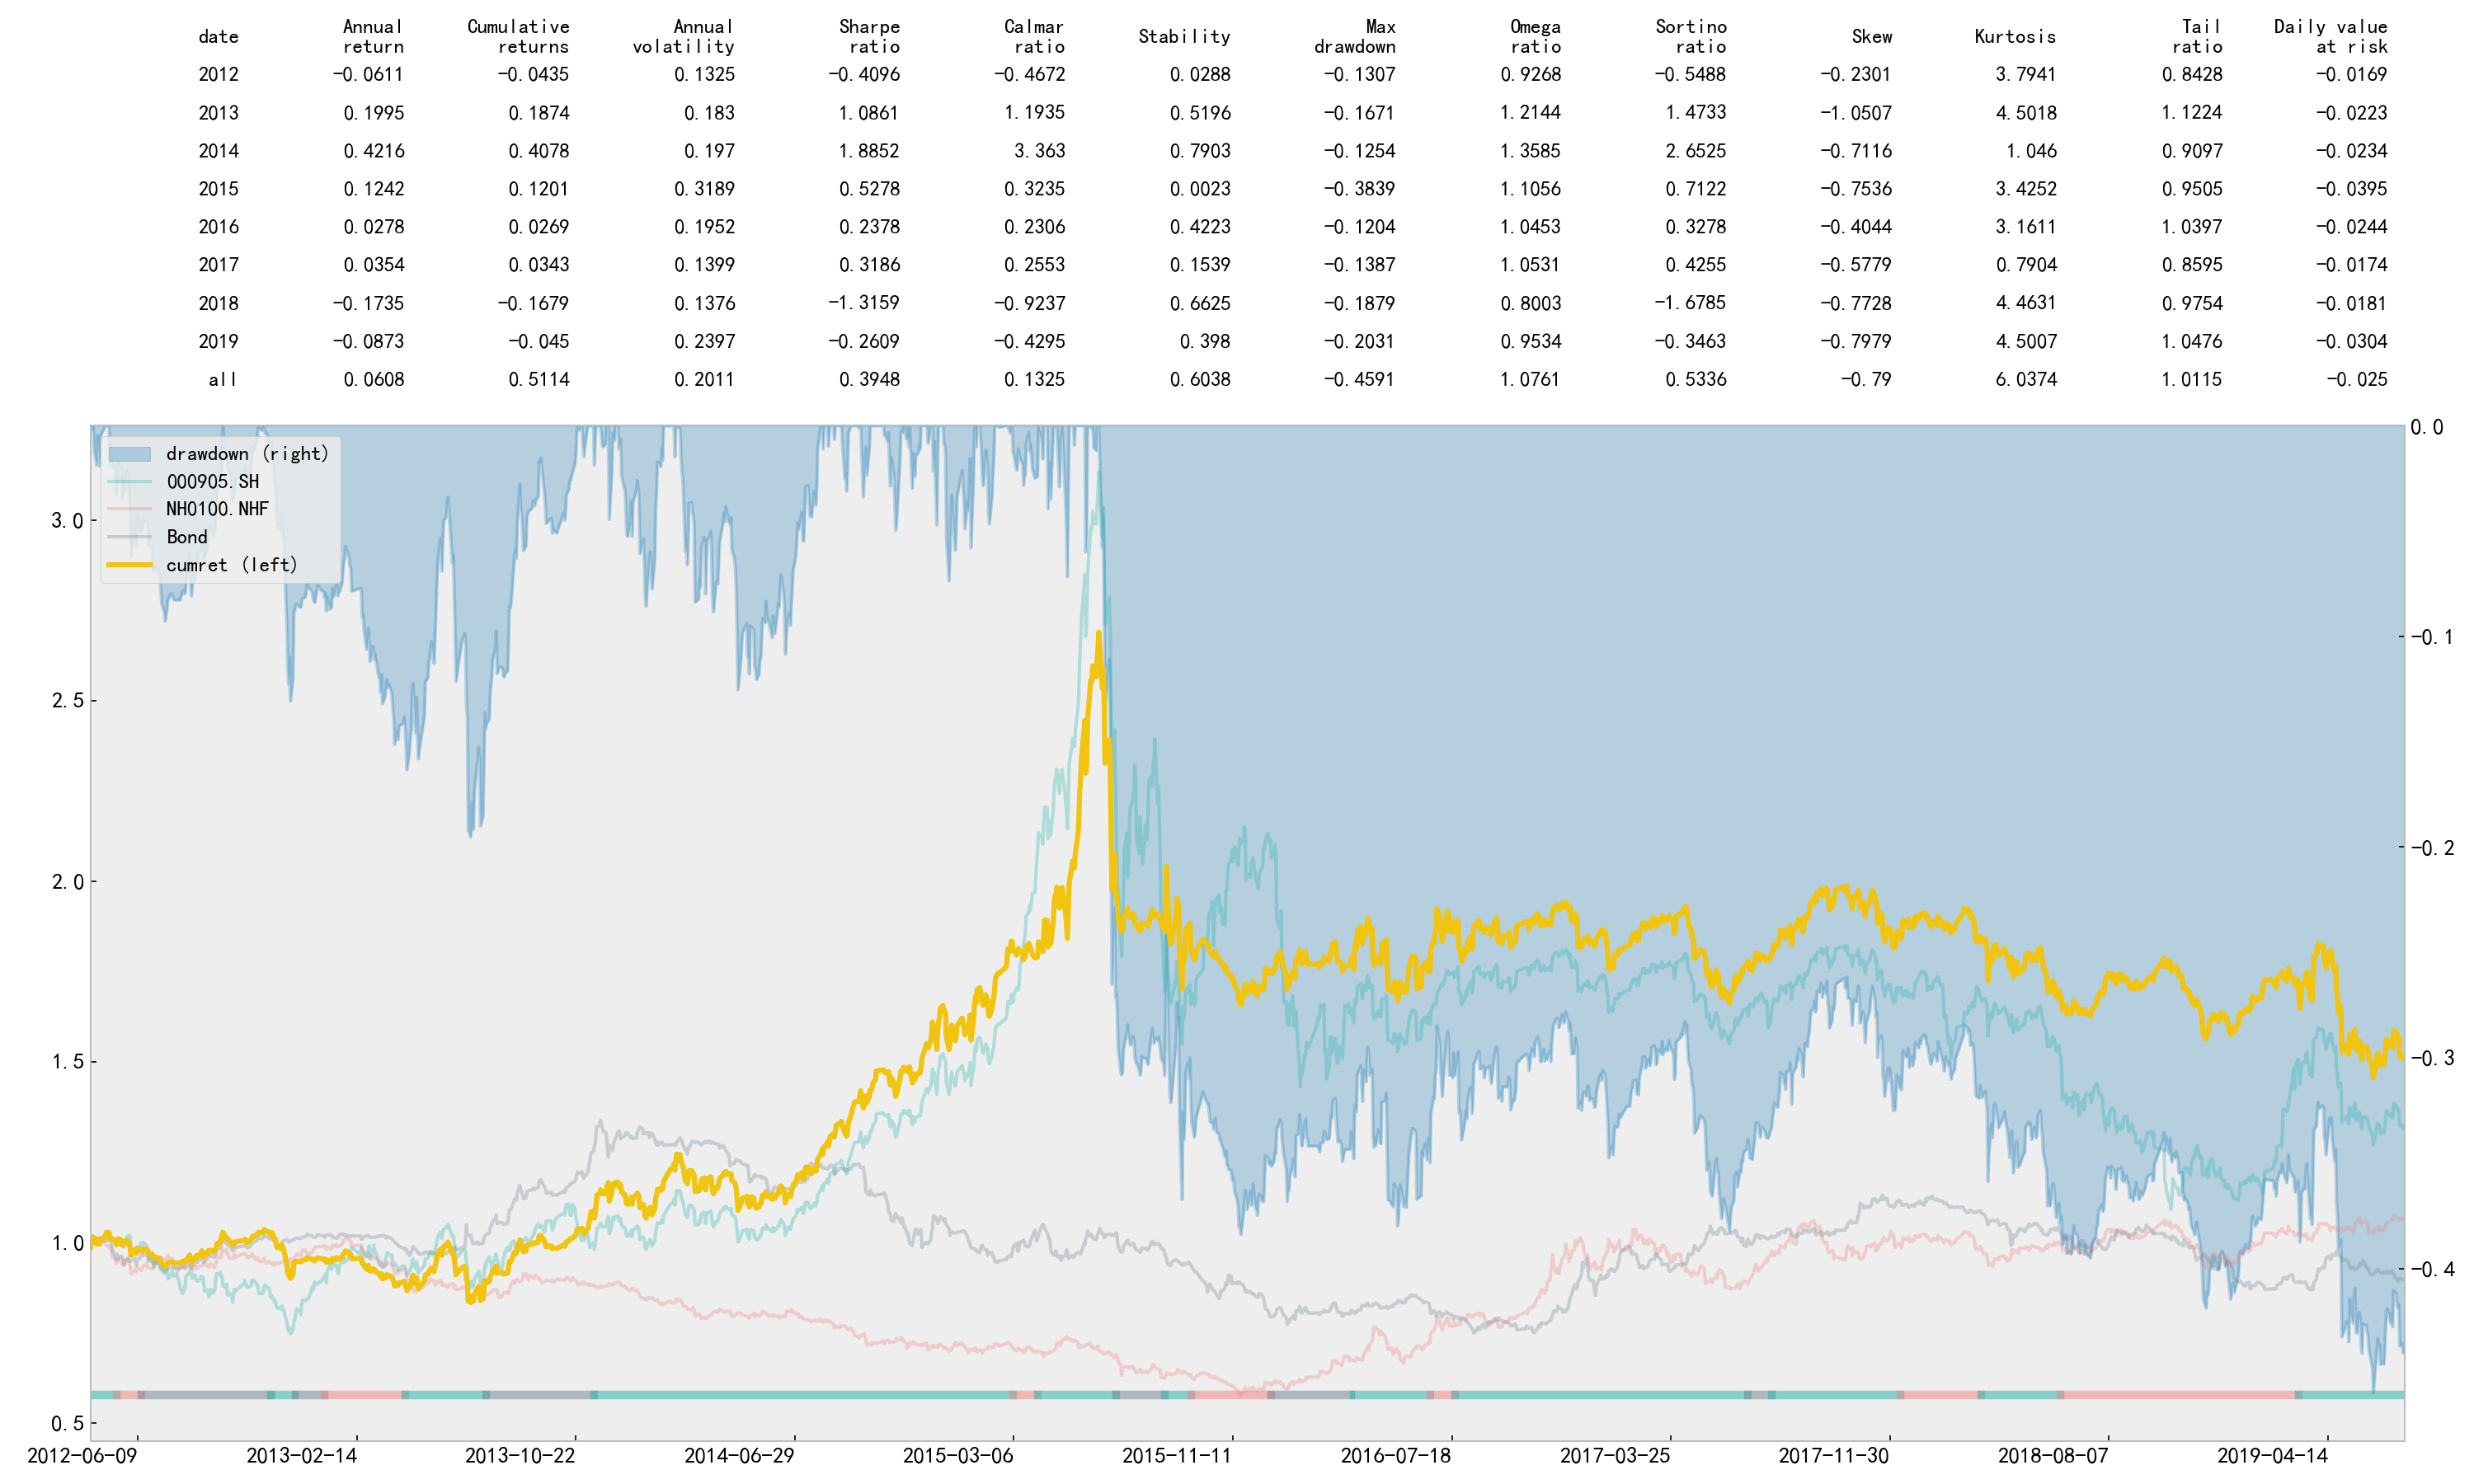 date Annual return Cumulative returns Annual volatility Sharpe ratio Calmar ratio Stability Max drawdown Omega ratio Sortino ratio Skew Kurtosis Tail ratio Daily value at risk
2012 -0.0611 -0.0435 0.1325 -0.4096 -0.4672 0.0288 -0.1307 0.9268 -0.5488 -0.2301 3.7941 0.8428 -0.0169
2013 0.1995 0.1874 0.183 1.0861 1.1935 0.5196 -0.1671 1.2144 1.4733 -1.0507 4.5018 1.1224 -0.0223
2014 0.4216 0.4078 0.197 1.8852 3.363 0.7903 -0.1254 1.3585 2.6525 -0.7116 1.046 0.9097 -0.0234
2015 0.1242 0.1201 0.3189 0.5278 0.3235 0.0023 -0.3839 1.1056 0.7122 -0.7536 3.4252 0.9505 -0.0395
2016 0.0278 0.0269 0.1952 0.2378 0.2306 0.4223 -0.1204 1.0453 0.3278 -0.4044 3.1611 1.0397 -0.0244
2017 0.0354 0.0343 0.1399 0.3186 0.2553 0.1539 -0.1387 1.0531 0.4255 -0.5779 0.7904 0.8595 -0.0174
2018 -0.1735 -0.1679 0.1376 -1.3159 -0.9237 0.6625 -0.1879 0.8003 -1.6785 -0.7728 4.4631 0.9754 -0.0181
2019 -0.0873 -0.045 0.2397 -0.2609 -0.4295 0.398 -0.2031 0.9534 -0.3463 -0.7979 4.5007 1.0476 -0.0304
all 0.0608 0.5114 0.2011 0.3948 0.1325 0.6038 -0.4591 1.0761 0.5336 -0.79 6.0374 1.0115 -0.025
drawdown (right)
000905.SH
NH0100.NHF
Bond
cumret (left)
3.0
2.5
2.0
1.5
1.0
0.5
0.0
-0.1
-0.2
-0.3
-0.4
2012-06-09 2013-02-14 2013-10-22 2014-06-29 2015-03-06 2015-11-11 2016-07-18 2017-03-25 2017-11-30 2018-08-07 2019-04-14